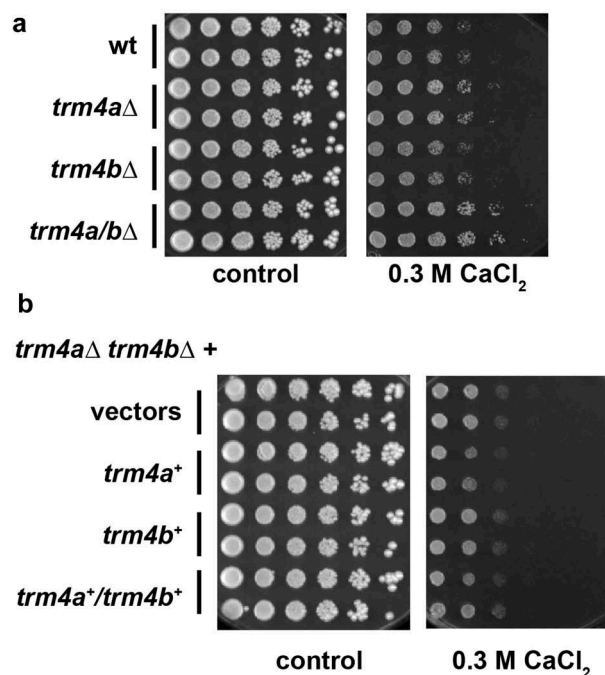 a
wt
trm4aΔ
trm4bΔ
trm4a/bΔ
control 0.3 M CaCl₂
b
trm4aΔ trm4bΔ +
vectors
trm4a⁺
trm4b⁺
trm4a⁺/trm4b⁺
control 0.3 M CaCl₂